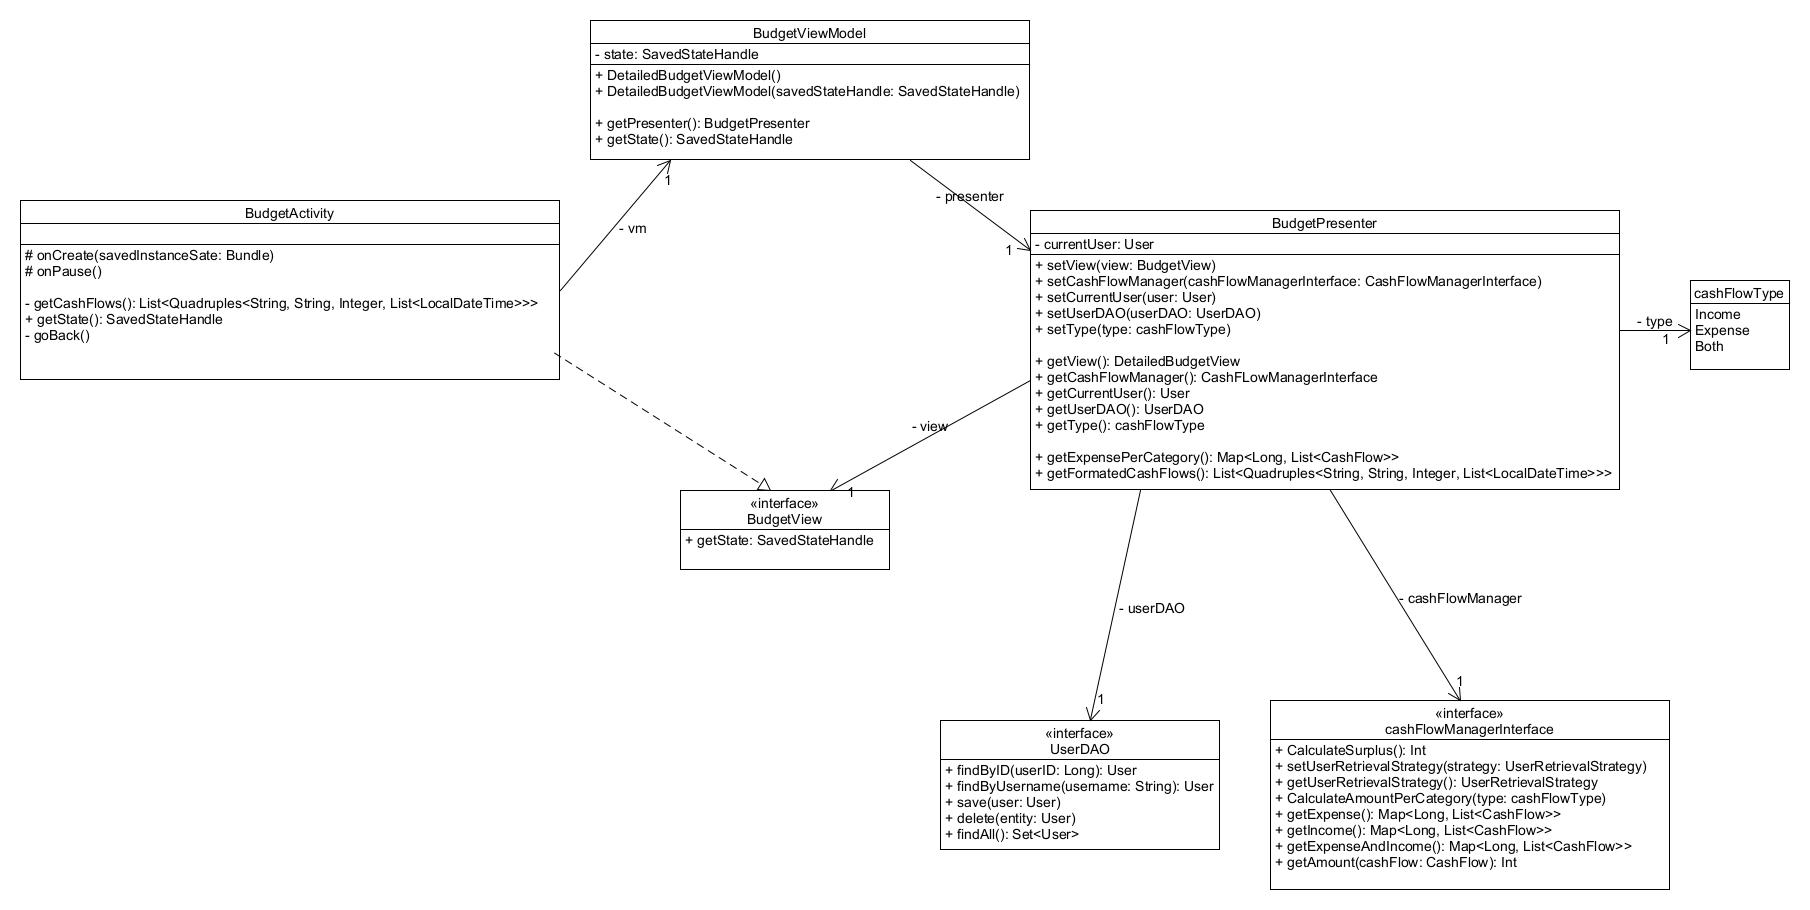 BudgetViewModel
- state: SavedStateHandle
+ DetailedBudgetViewModel()
+ DetailedBudgetViewModel(savedStateHandle: SavedStateHandle)
+ getPresenter(): BudgetPresenter
+ getState(): SavedStateHandle
1
- vm
- presenter
1
BudgetActivity
# onCreate(savedInstanceSate: Bundle)
# onPause()
- getCashFlows(): List<Quadruples<String, String, Integer, List<LocalDateTime>>>
+ getState(): SavedStateHandle
- goBack()
BudgetPresenter
- currentUser: User
+ setView(view: BudgetView)
+ setCashFlowManager(cashFlowManagerInterface: CashFlowManagerInterface)
+ setCurrentUser(user: User)
+ setUserDAO(userDAO: UserDAO)
+ setType(type: cashFlowType)
+ getView(): DetailedBudgetView
+ getCashFlowManager(): CashFLowManagerInterface
+ getCurrentUser(): User
+ getUserDAO(): UserDAO
+ getType(): cashFlowType
+ getExpensePerCategory(): Map<Long, List<CashFlow>>
+ getFormatedCashFlows(): List<Quadruples<String, String, Integer, List<LocalDateTime>>>
- type
1
cashFlowType
Income
Expense
Both
- view
1
«interface»
BudgetView
+ getState: SavedStateHandle
- userDAO
1
- cashFlowManager
1
«interface»
UserDAO
+ findByID(userID: Long): User
+ findByUsername(username: String): User
+ save(user: User)
+ delete(entity: User)
+ findAll(): Set<User>
«interface»
cashFlowManagerInterface
+ CalculateSurplus(): Int
+ setUserRetrievalStrategy(strategy: UserRetrievalStrategy)
+ getUserRetrievalStrategy(): UserRetrievalStrategy
+ CalculateAmountPerCategory(type: cashFlowType)
+ getExpense(): Map<Long, List<CashFlow>>
+ getIncome(): Map<Long, List<CashFlow>>
+ getExpenseAndIncome(): Map<Long, List<CashFlow>>
+ getAmount(cashFlow: CashFlow): Int